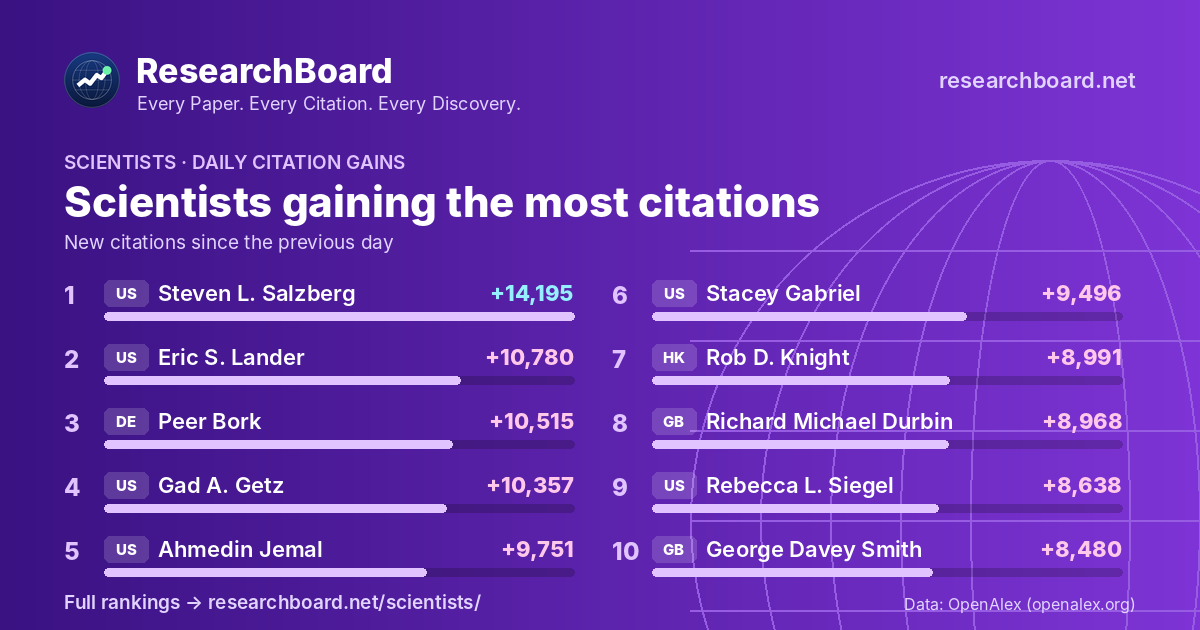 ResearchBoard
Every Paper. Every Citation. Every Discovery.
researchboard.net
SCIENTISTS · DAILY CITATION GAINS
Scientists gaining the most citations
New citations since the previous day
1 US Steven L. Salzberg +14,195
2 US Eric S. Lander +10,780
3 DE Peer Bork +10,515
4 US Gad A. Getz +10,357
5 US Ahmedin Jemal +9,751
6 US Stacey Gabriel +9,496
7 HK Rob D. Knight +8,991
8 GB Richard Michael Durbin +8,968
9 US Rebecca L. Siegel +8,638
10 GB George Davey Smith +8,480
Full rankings → researchboard.net/scientists/
Data: OpenAlex (openalex.org)